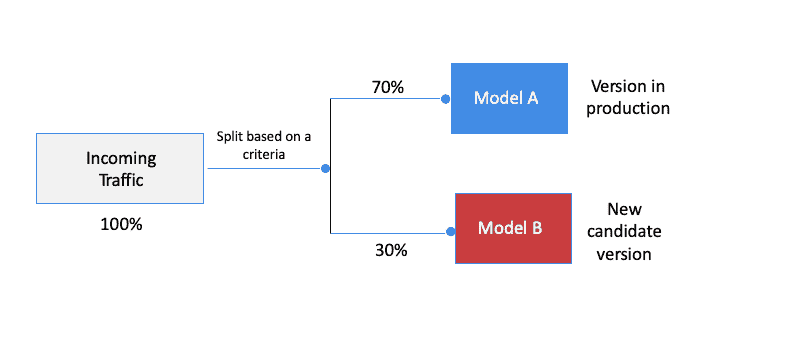 Incoming
Traffic
100%
Split based on a
criteria
70%
Model A
Version in
production
30%
Model B
New
candidate
version